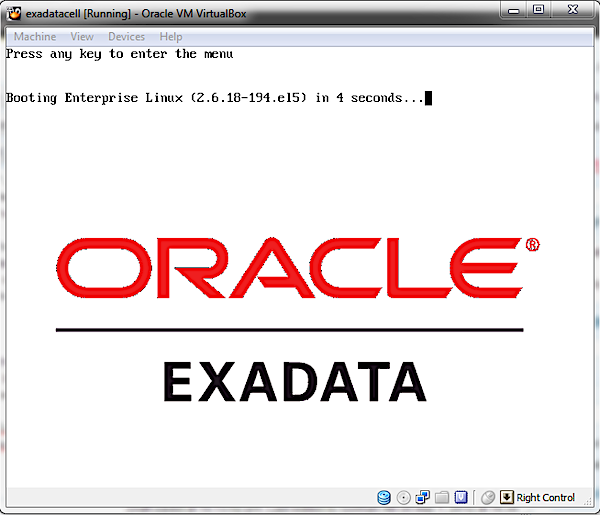 exadatacell [Running] - Oracle VM VirtualBox
Machine View Devices Help
Press any key to enter the menu
Booting Enterprise Linux (2.6.18-194.el5) in 4 seconds...
ORACLE®
EXADATA
Right Control